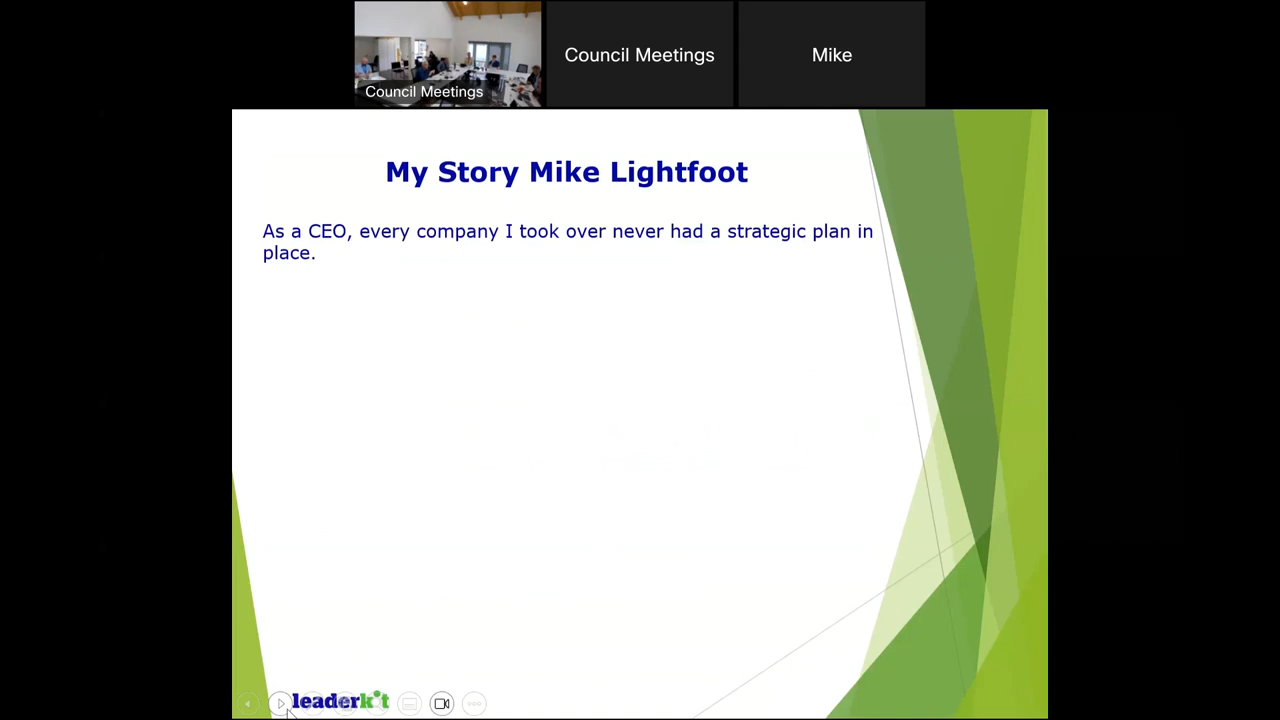 Council Meetings
Council Meetings
Mike
My Story Mike Lightfoot
As a CEO, every company I took over never had a strategic plan in
place.
leaderkit